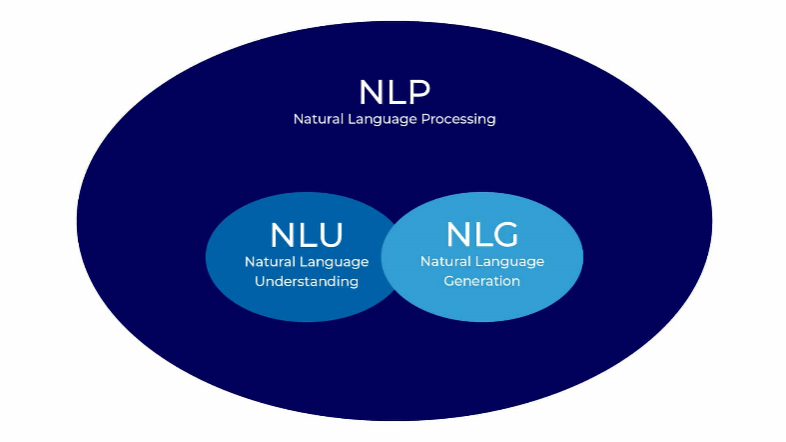 NLP
Natural Language Processing
NLU
Natural Language
Understanding
NLG
Natural Language
Generation